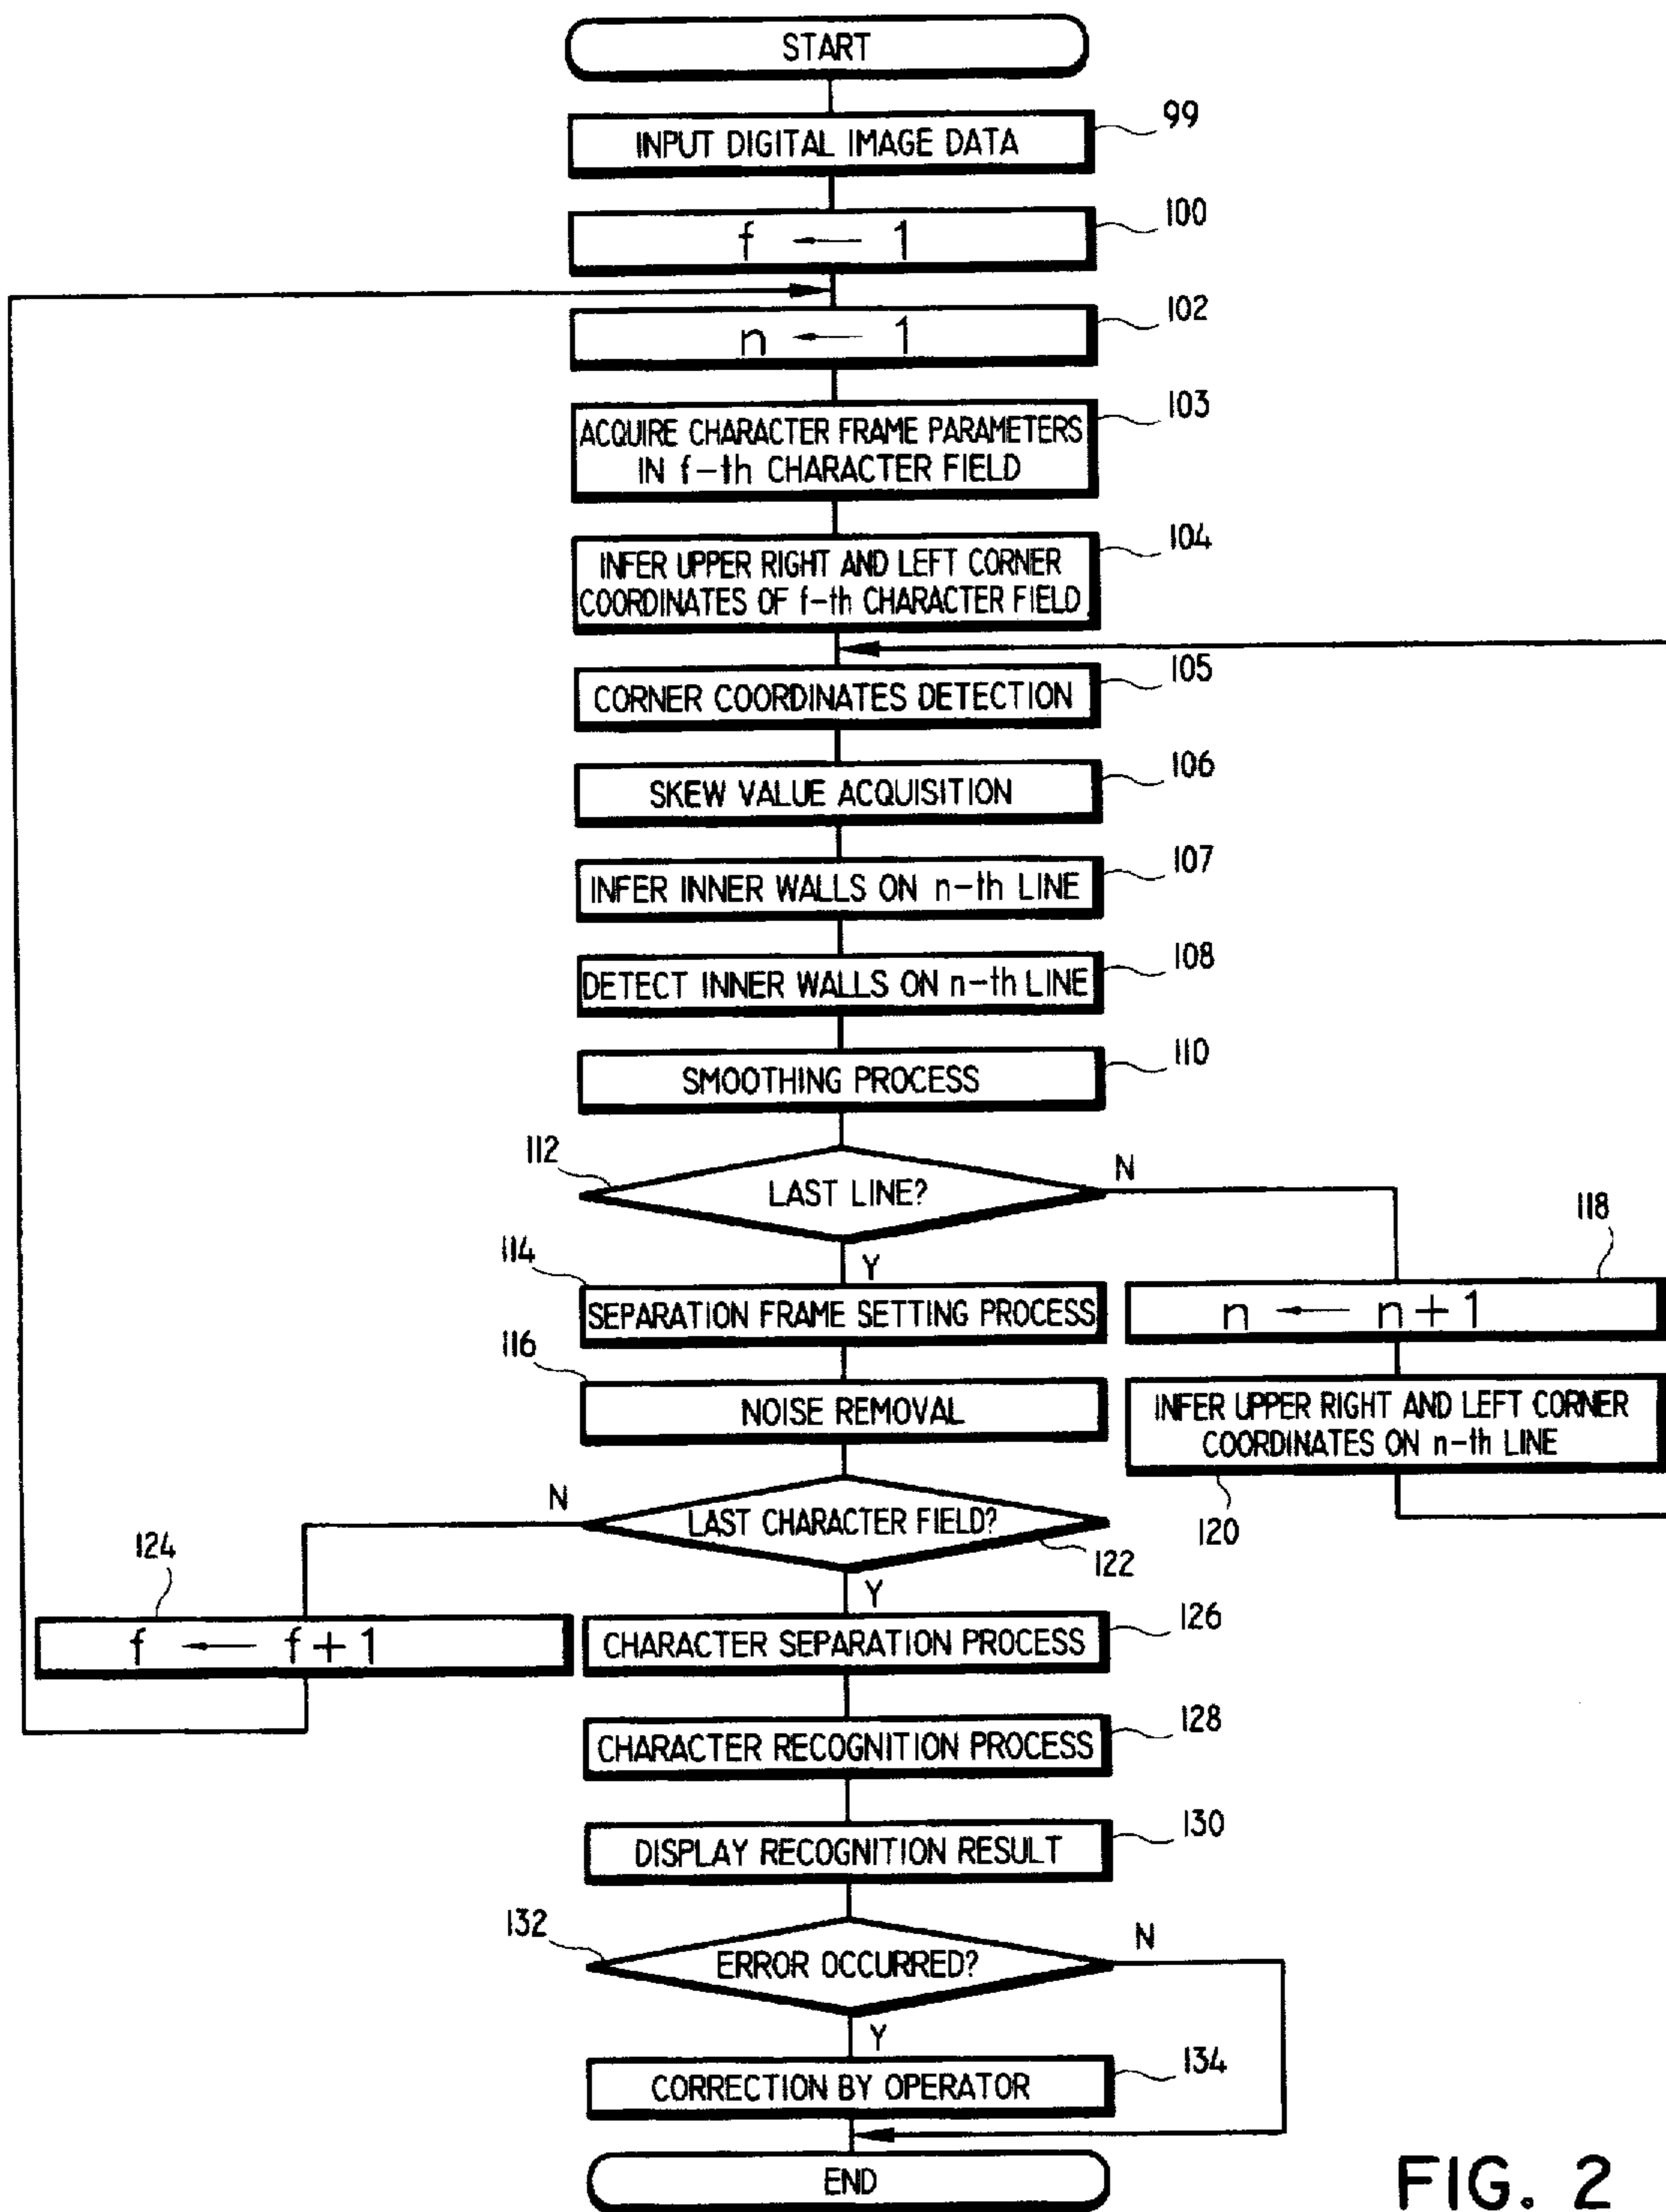 START
INPUT DIGITAL IMAGE DATA
99
f ← 1
100
n ← 1
102
ACQUIRE CHARACTER FRAME PARAMETERS
IN f-th CHARACTER FIELD
103
INFER UPPER RIGHT AND LEFT CORNER
COORDINATES OF f-th CHARACTER FIELD
104
CORNER COORDINATES DETECTION
105
SKEW VALUE ACQUISITION
106
INFER INNER WALLS ON n-th LINE
107
DETECT INNER WALLS ON n-th LINE
108
SMOOTHING PROCESS
110
112
LAST LINE?
N
Y
114
SEPARATION FRAME SETTING PROCESS
118
n ← n+1
116
NOISE REMOVAL
INFER UPPER RIGHT AND LEFT CORNER
COORDINATES ON n-th LINE
120
N
LAST CHARACTER FIELD?
122
Y
124
f ← f+1
CHARACTER SEPARATION PROCESS
126
CHARACTER RECOGNITION PROCESS
128
DISPLAY RECOGNITION RESULT
130
132
ERROR OCCURRED?
N
Y
CORRECTION BY OPERATOR
134
END
FIG. 2